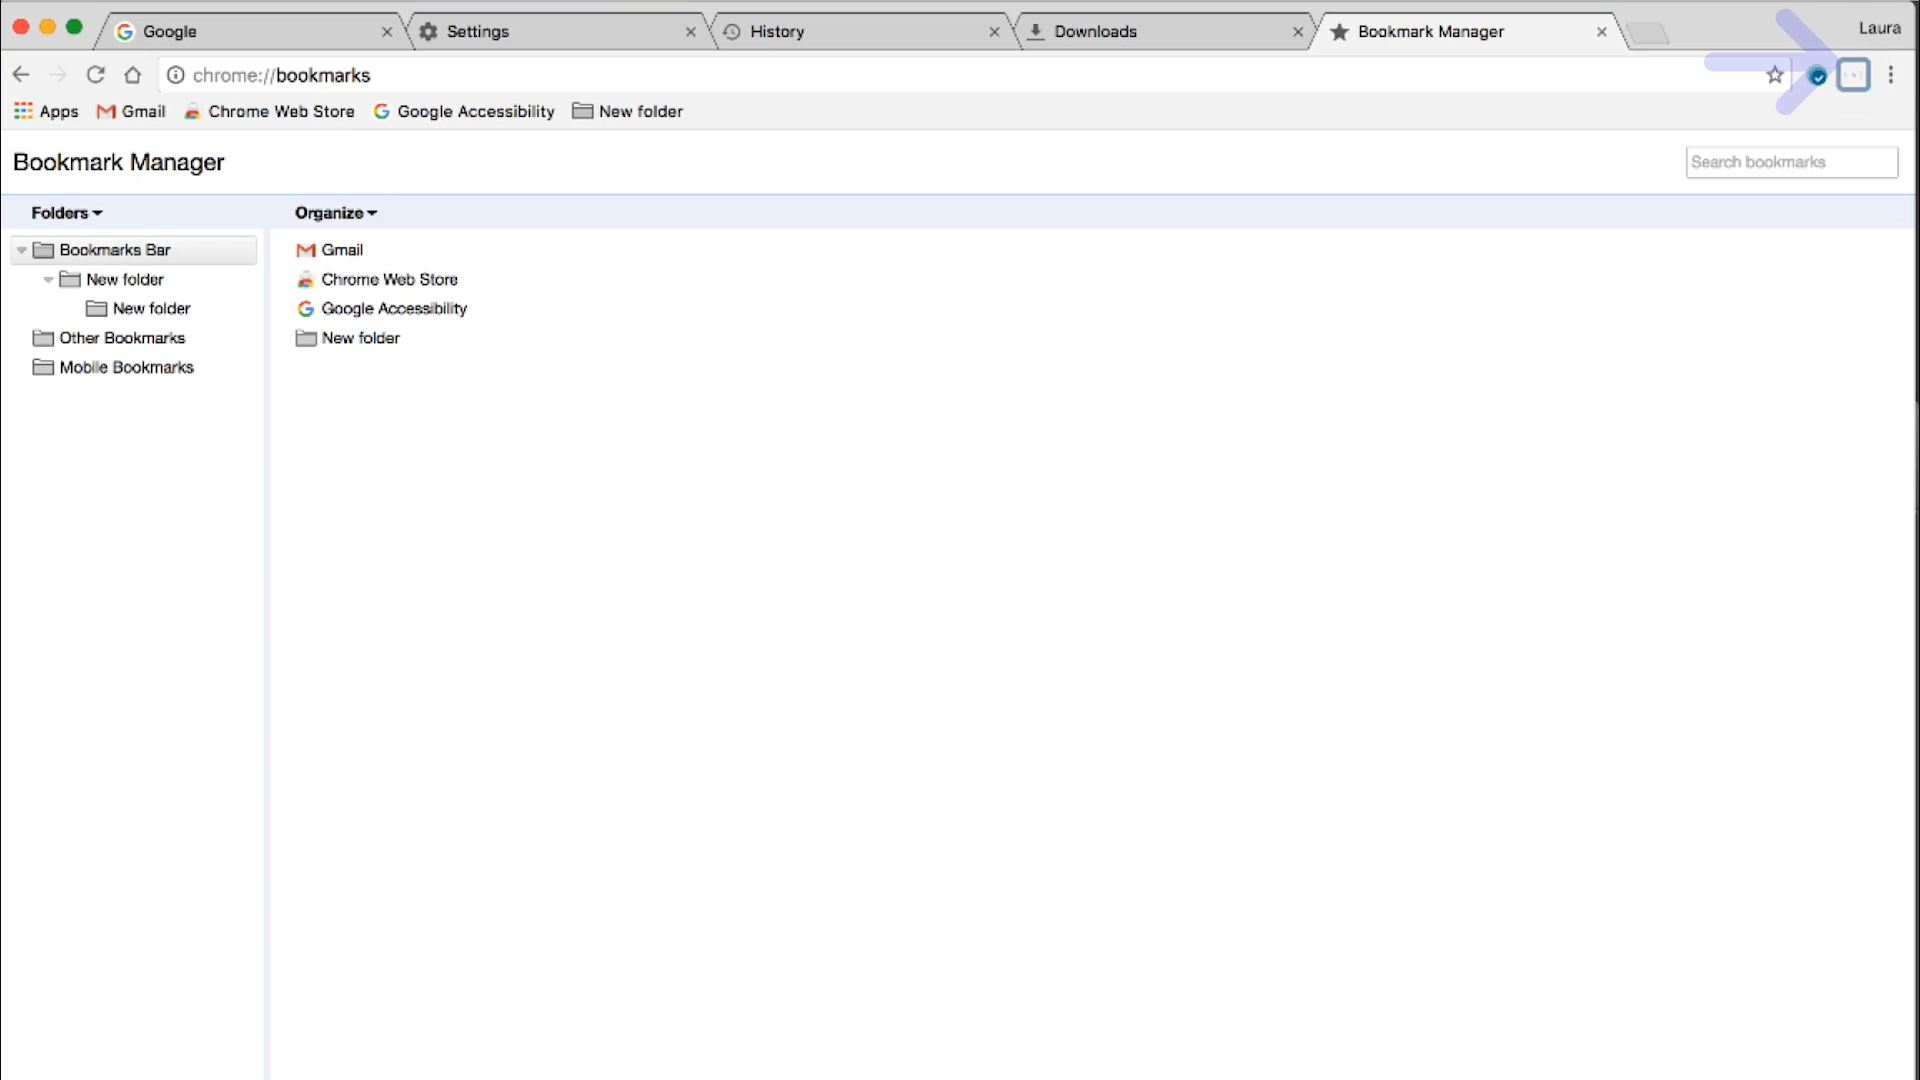 Google Settings History Downloads Bookmark Manager Laura
chrome://bookmarks
Apps Gmail Chrome Web Store Google Accessibility New folder
Bookmark Manager Search bookmarks
Folders Organize
Bookmarks Bar Gmail
New folder Chrome Web Store
New folder Google Accessibility
Other Bookmarks New folder
Mobile Bookmarks